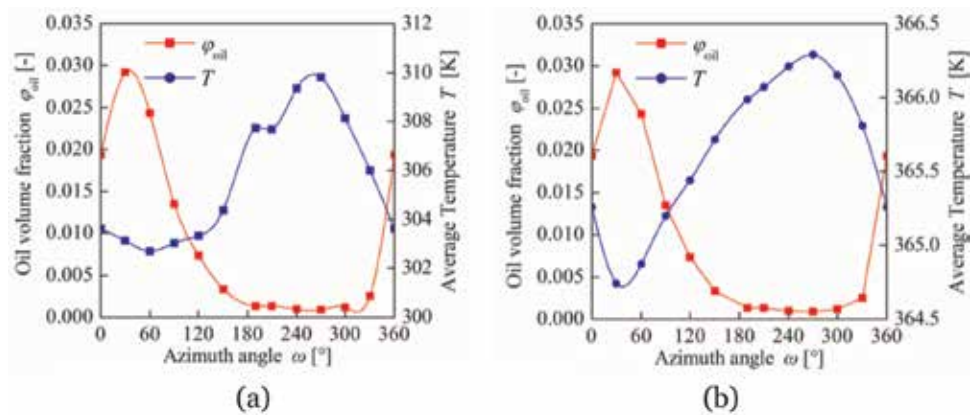 0.035
0.030
0.025
0.020
0.015
0.010
0.005
0.000
Oil volume fraction φoil [-]
φoil
T
312
310
308
306
304
302
300
Average Temperature T [K]
0 60 120 180 240 300 360
Azimuth angle ω [°]
(a)
0.035
0.030
0.025
0.020
0.015
0.010
0.005
0.000
Oil volume fraction φoil [-]
φoil
T
366.5
366.0
365.5
365.0
364.5
Average Temperature T [K]
0 60 120 180 240 300 360
Azimuth angle ω [°]
(b)